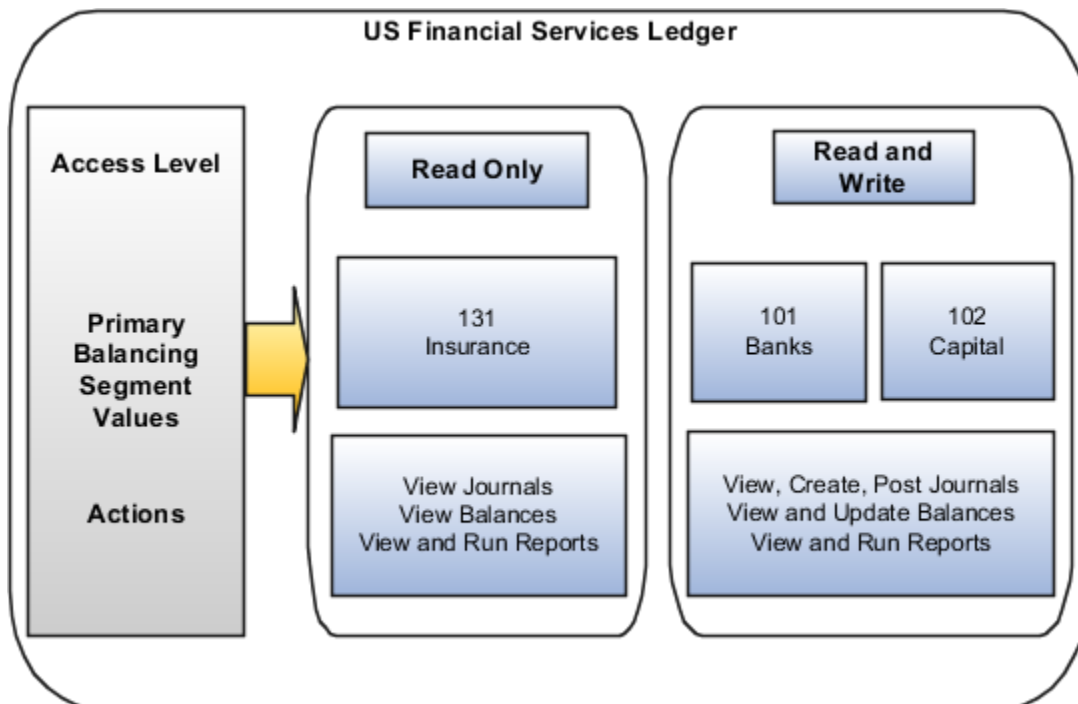 US Financial Services Ledger
Access Level
Primary
Balancing
Segment
Values
Actions
Read Only
131
Insurance
View Journals
View Balances
View and Run Reports
Read and
Write
101
Banks
102
Capital
View, Create, Post Journals
View and Update Balances
View and Run Reports